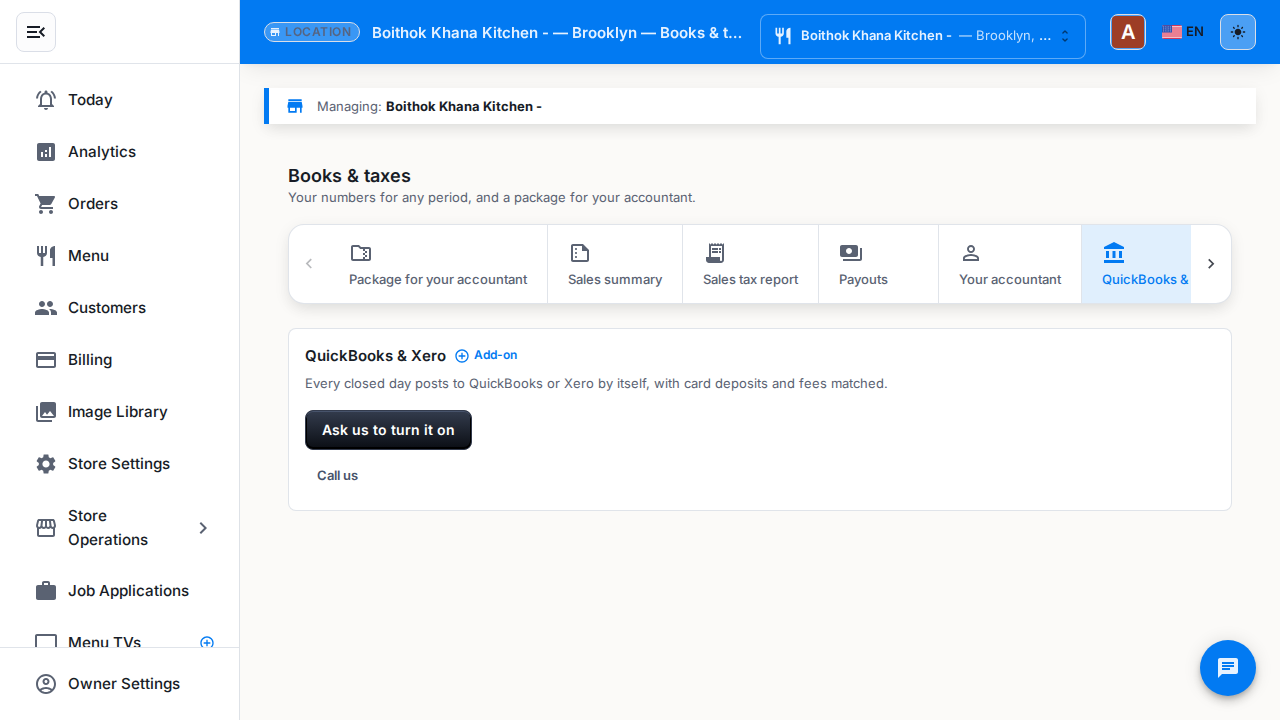 LOCATION
Boithok Khana Kitchen - — Brooklyn — Books & t...
Boithok Khana Kitchen - — Brooklyn, ...
A
EN
Today
Analytics
Orders
Menu
Customers
Billing
Image Library
Store Settings
Store
Operations
Job Applications
Menu TVs
Owner Settings
Managing: Boithok Khana Kitchen -
Books & taxes
Your numbers for any period, and a package for your accountant.
Package for your accountant
Sales summary
Sales tax report
Payouts
Your accountant
QuickBooks &
QuickBooks & Xero Add-on
Every closed day posts to QuickBooks or Xero by itself, with card deposits and fees matched.
Ask us to turn it on
Call us